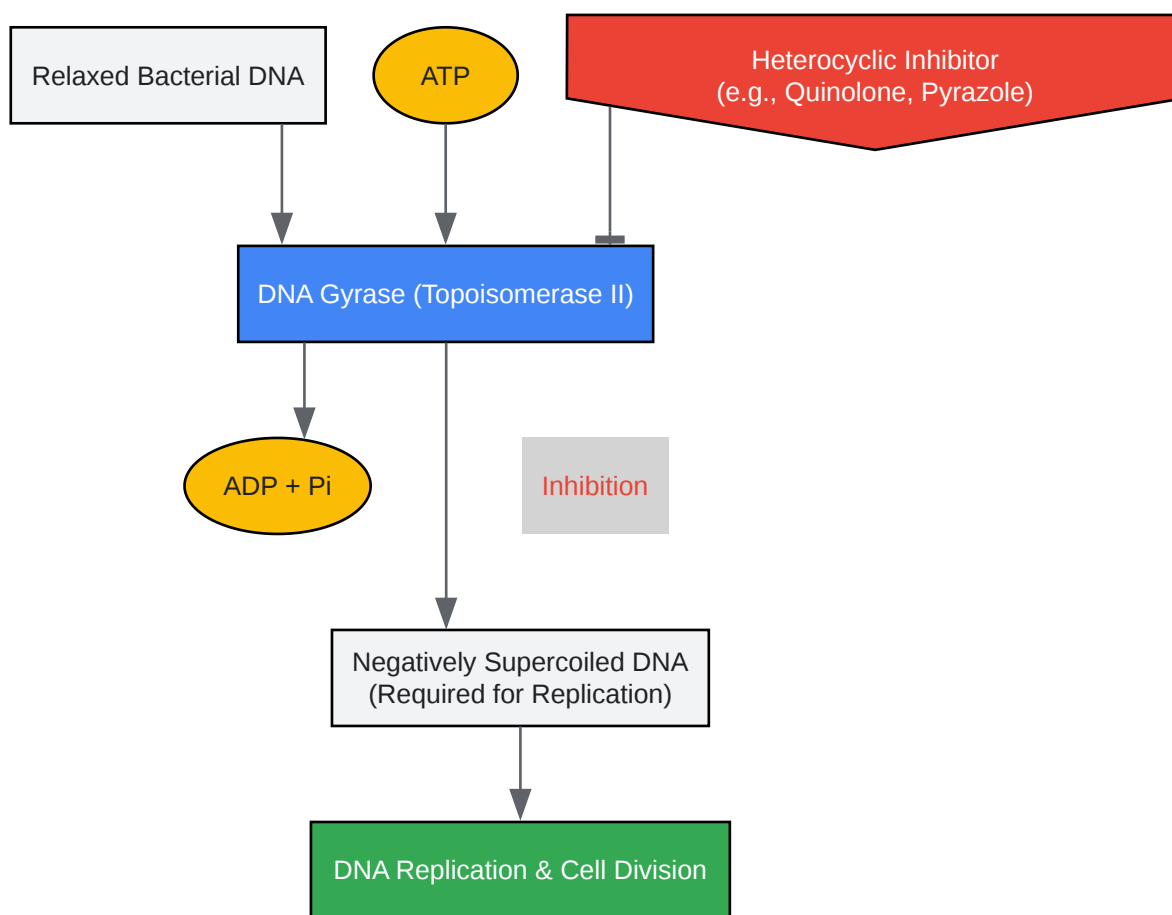 Relaxed Bacterial DNA
ATP
Heterocyclic Inhibitor
(e.g., Quinolone, Pyrazole)
DNA Gyrase (Topoisomerase II)
ADP + Pi
Inhibition
Negatively Supercoiled DNA
(Required for Replication)
DNA Replication & Cell Division